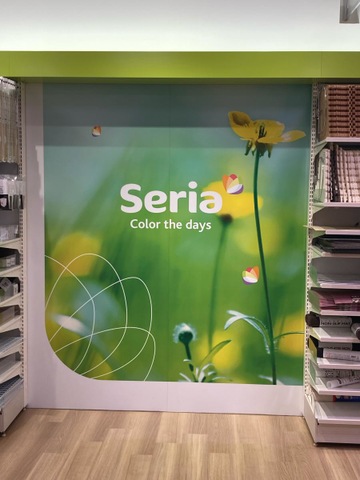 Seria
Color the days